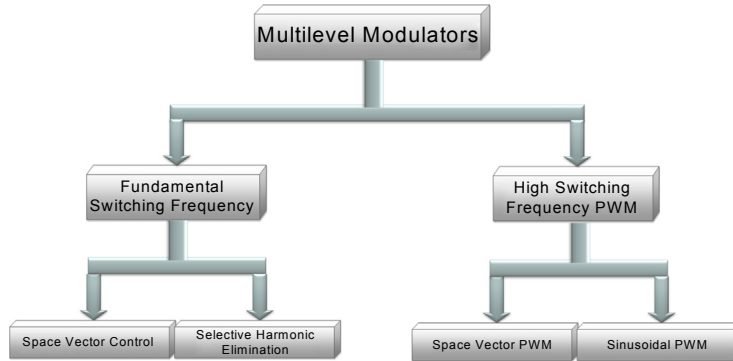 Multilevel Modulators
Fundamental
Switching Frequency
High Switching
Frequency PWM
Space Vector Control
Selective Harmonic
Elimination
Space Vector PWM
Sinusoidal PWM